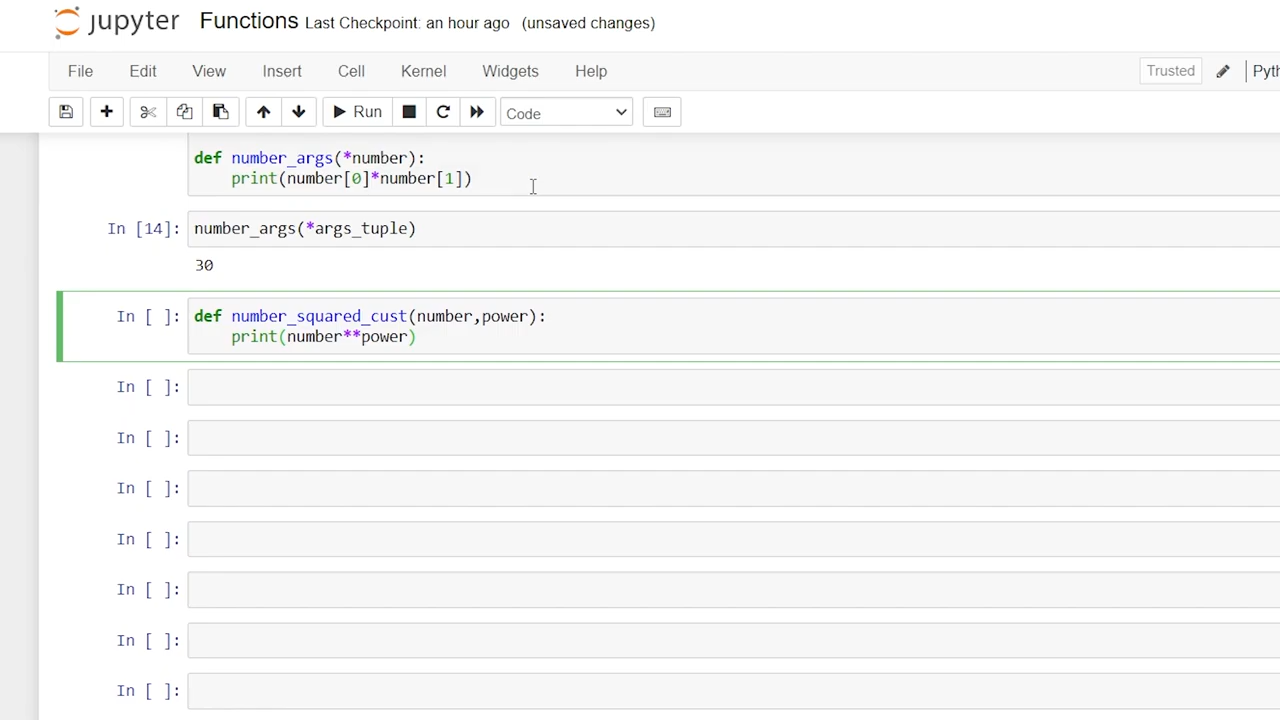 jupyter Functions Last Checkpoint: an hour ago (unsaved changes)
File Edit View Insert Cell Kernel Widgets Help Trusted Pyth
Run Code
def number_args(*number):
    print(number[0]*number[1])
In [14]: number_args(*args_tuple)
30
In [ ]: def number_squared_cust(number,power):
    print(number**power)
In [ ]:
In [ ]:
In [ ]:
In [ ]:
In [ ]:
In [ ]:
In [ ]: